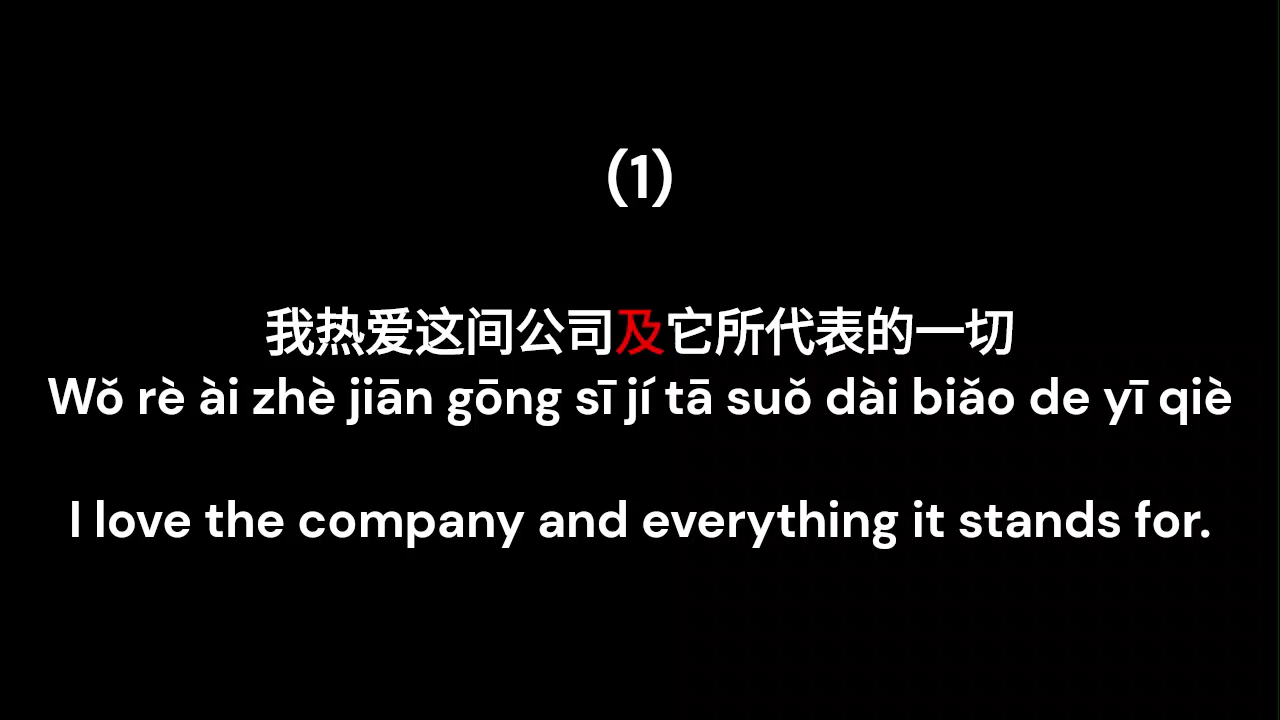 (1)
我热爱这间公司及它所代表的一切
Wǒ rè ài zhè jiān gōng sī jí tā suǒ dài biǎo de yī qiè
I love the company and everything it stands for.